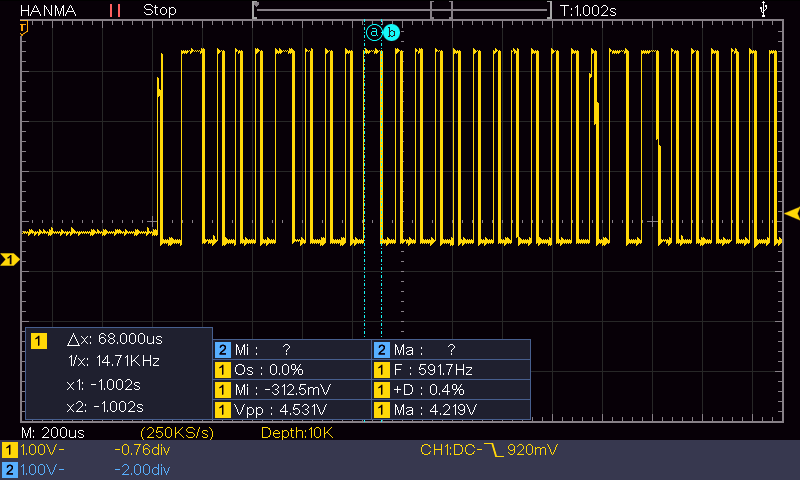 HANMA Stop T:1.002s
T
a b
1
1 △x: 68.000us
1/x: 14.71KHz
x1: -1.002s
x2: -1.002s
2 Mi : ? 2 Ma : ?
1 Os : 0.0% 1 F : 591.7Hz
1 Mi : -312.5mV 1 +D : 0.4%
1 Vpp : 4.531V 1 Ma : 4.219V
M: 200us (250KS/s) Depth:10K
1 1.00V- -0.76div CH1:DC- 920mV
2 1.00V- -2.00div